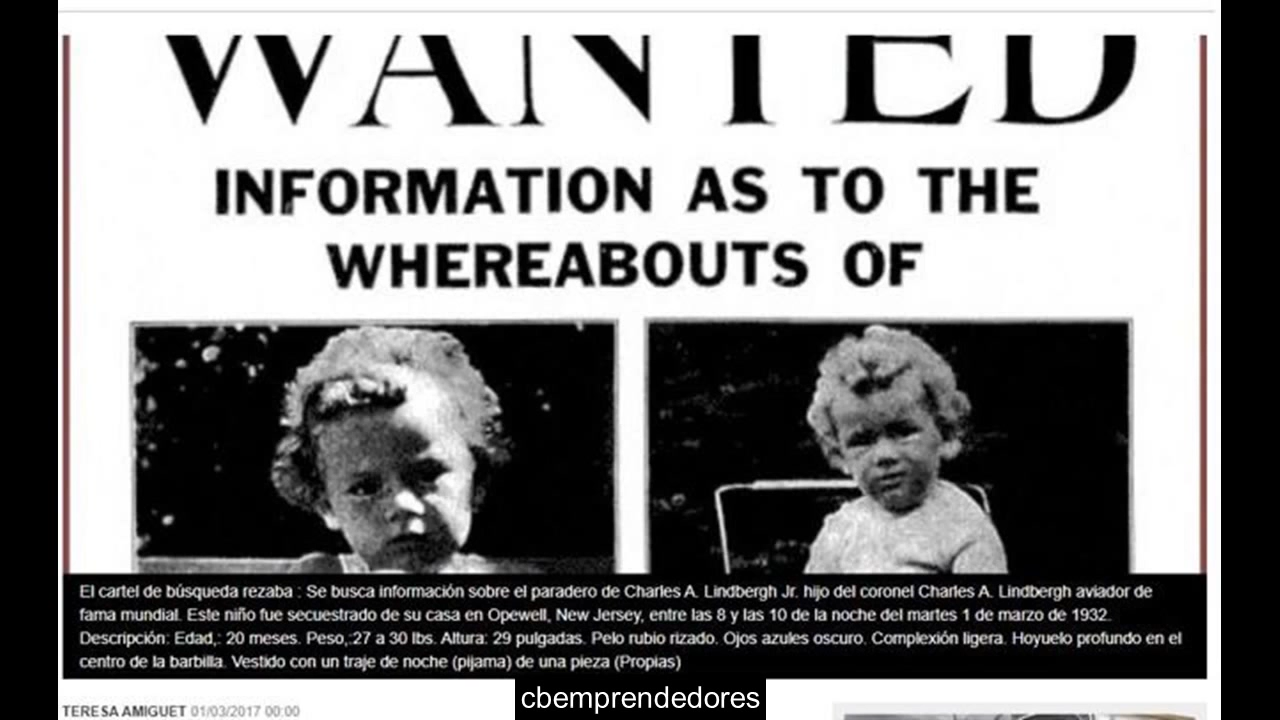 WANTED
INFORMATION AS TO THE
WHEREABOUTS OF
El cartel de búsqueda rezaba : Se busca información sobre el paradero de Charles A. Lindbergh Jr. hijo del coronel Charles A. Lindbergh aviador de
fama mundial. Este niño fue secuestrado de su casa en Opewell, New Jersey, entre las 8 y las 10 de la noche del martes 1 de marzo de 1932.
Descripción: Edad,: 20 meses. Peso,:27 a 30 lbs. Altura: 29 pulgadas. Pelo rubio rizado. Ojos azules oscuro. Complexión ligera. Hoyuelo profundo en el
centro de la barbilla. Vestido con un traje de noche (pijama) de una pieza (Propias)
TERESA AMIGUET 01/03/2017 00:00
cbemprendedores